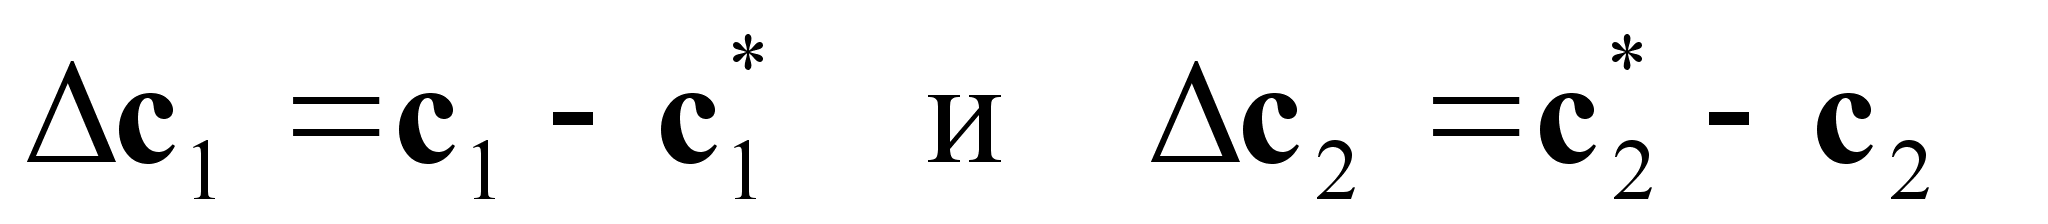 Δc₁ = c₁ - c₁* и Δc₂ = c₂* - c₂